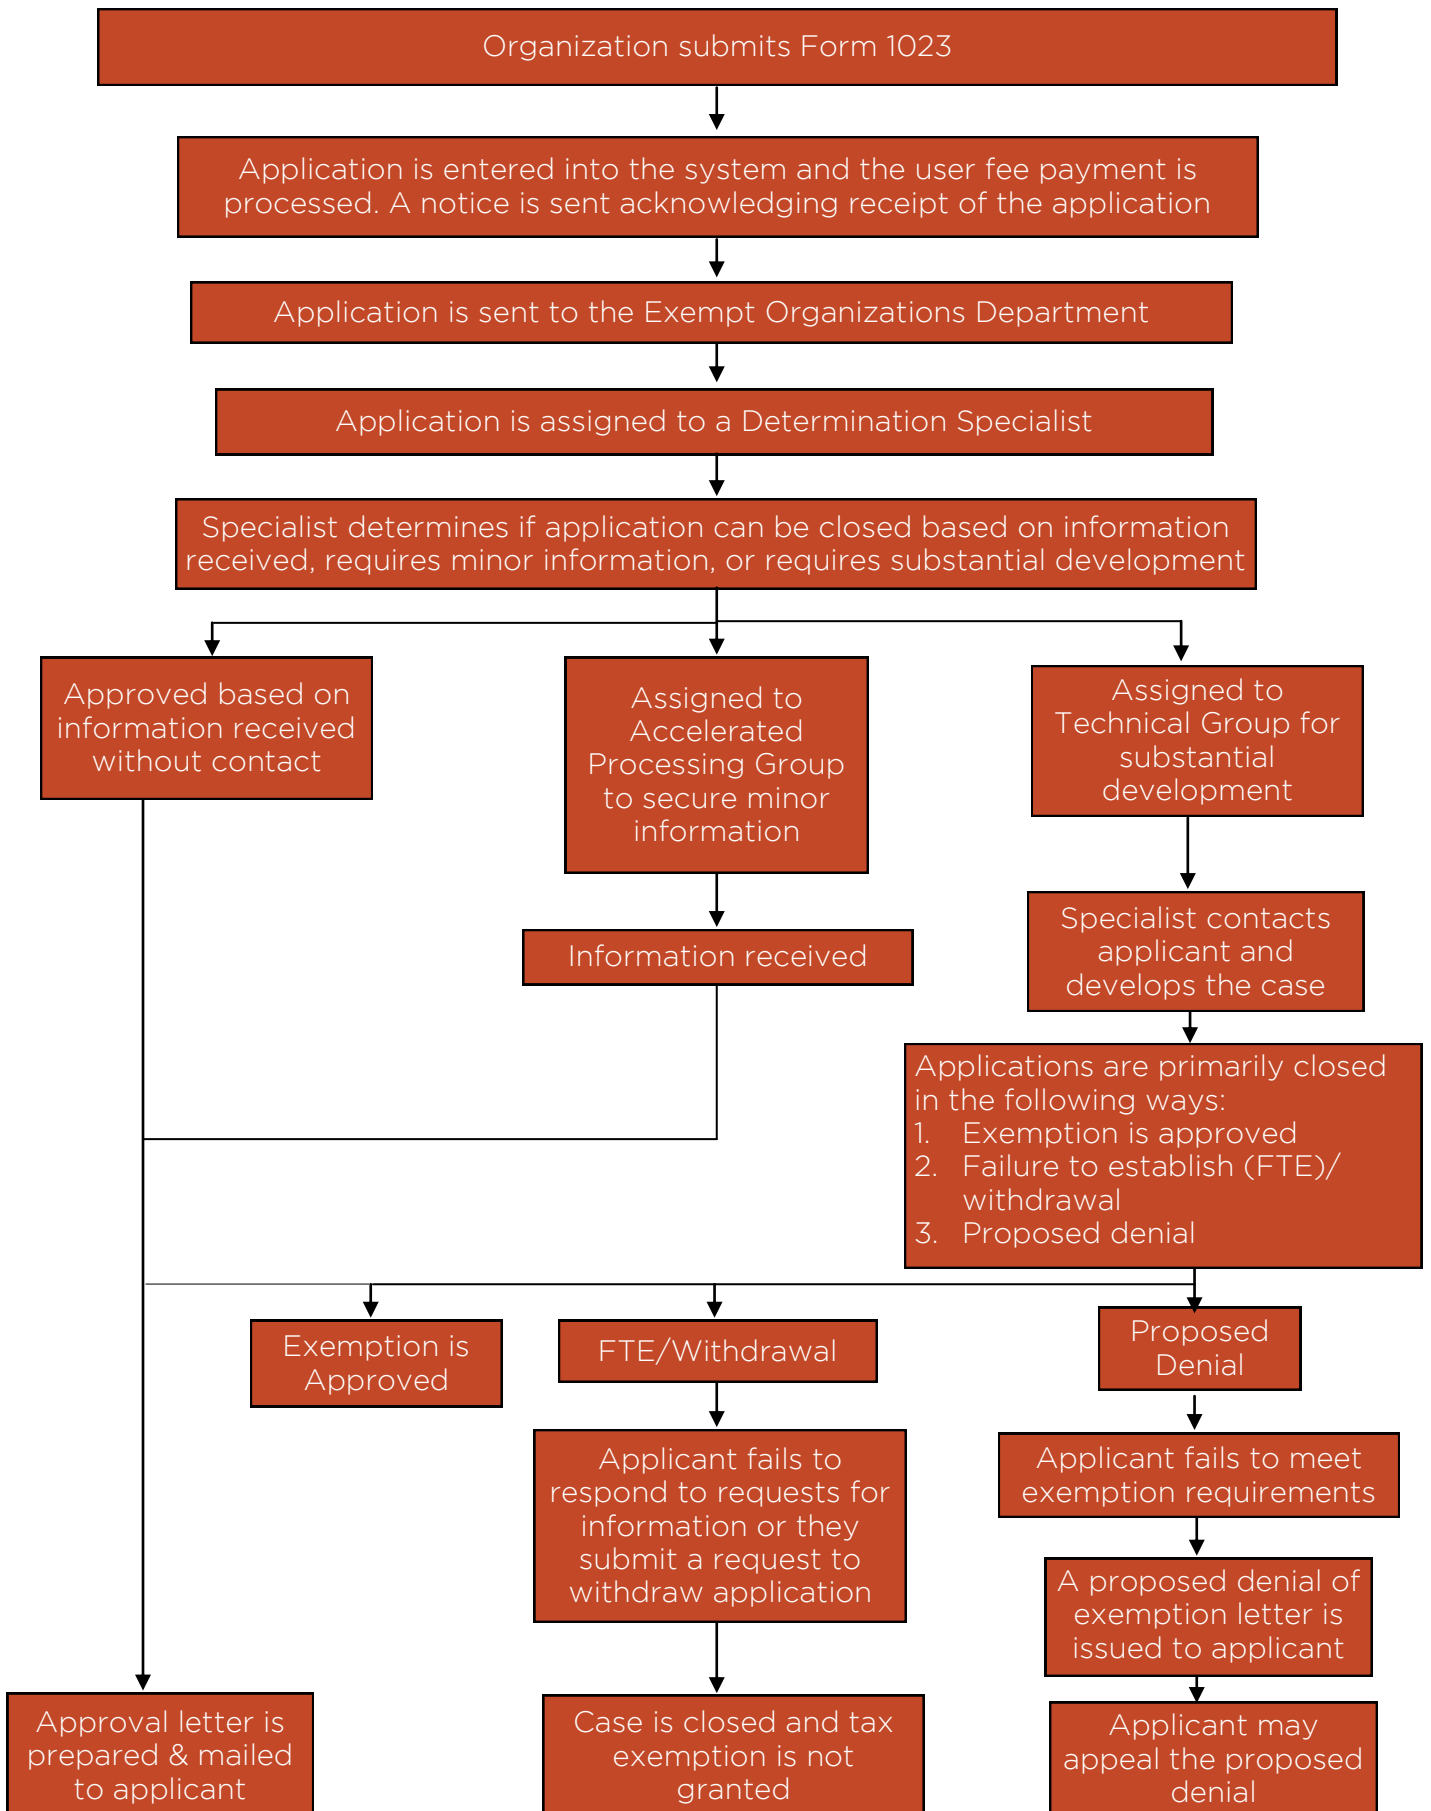 Organization submits Form 1023
Application is entered into the system and the user fee payment is
processed. A notice is sent acknowledging receipt of the application
Application is sent to the Exempt Organizations Department
Application is assigned to a Determination Specialist
Specialist determines if application can be closed based on information
received, requires minor information, or requires substantial development
Approved based on
information received
without contact
Assigned to
Accelerated
Processing Group
to secure minor
information
Assigned to
Technical Group for
substantial
development
Information received
Specialist contacts
applicant and
develops the case
Applications are primarily closed
in the following ways:
1. Exemption is approved
2. Failure to establish (FTE)/
withdrawal
3. Proposed denial
Exemption is
Approved
FTE/Withdrawal
Proposed
Denial
Applicant fails to
respond to requests for
information or they
submit a request to
withdraw application
Applicant fails to meet
exemption requirements
A proposed denial of
exemption letter is
issued to applicant
Approval letter is
prepared & mailed
to applicant
Case is closed and tax
exemption is not
granted
Applicant may
appeal the proposed
denial